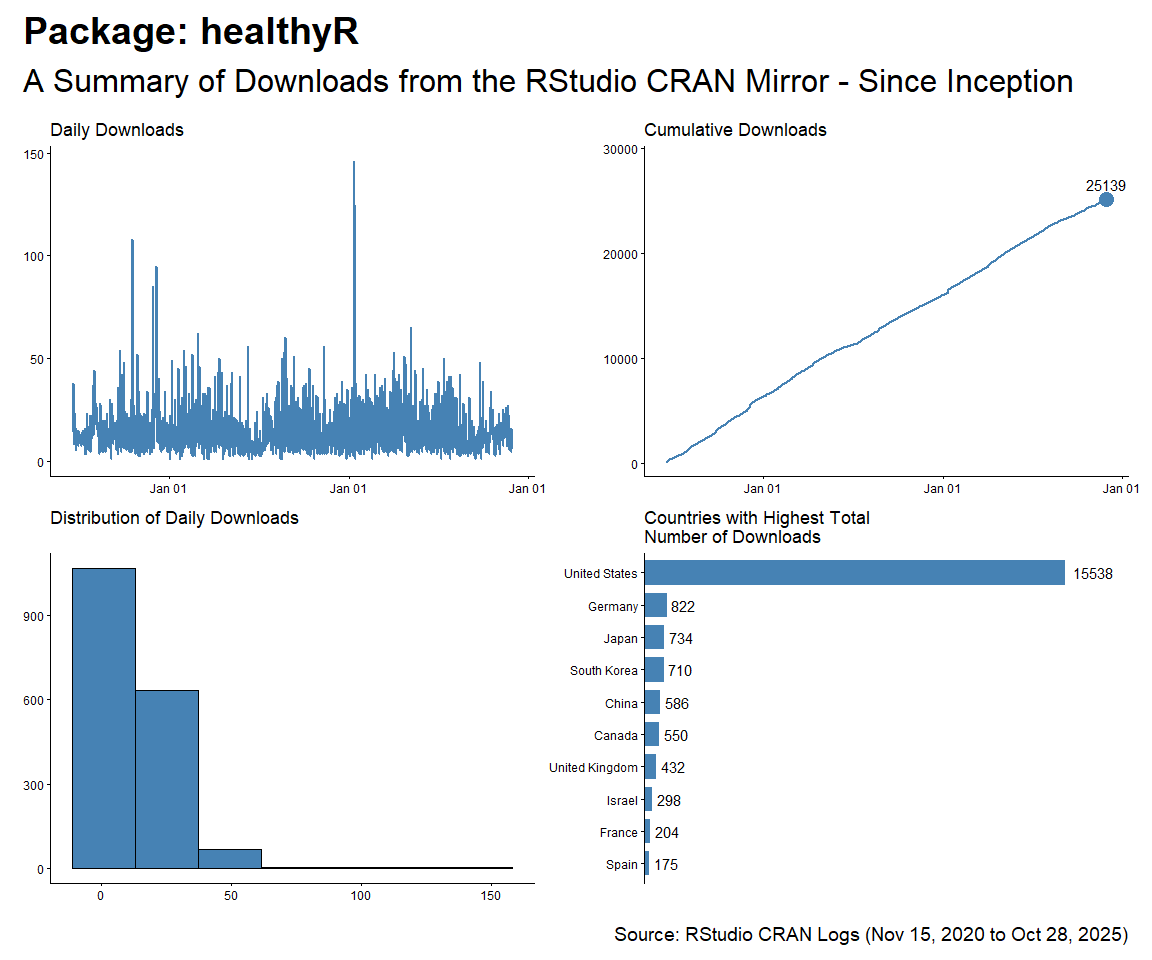 Package: healthyR
A Summary of Downloads from the RStudio CRAN Mirror - Since Inception
Daily Downloads
150
100
50
0
Jan 01
Jan 01
Jan 01
Cumulative Downloads
30000
20000
10000
0
25139
Jan 01
Jan 01
Jan 01
Distribution of Daily Downloads
900
600
300
0
0
50
100
150
Countries with Highest Total
Number of Downloads
United States 15538
Germany 822
Japan 734
South Korea 710
China 586
Canada 550
United Kingdom 432
Israel 298
France 204
Spain 175
Source: RStudio CRAN Logs (Nov 15, 2020 to Oct 28, 2025)